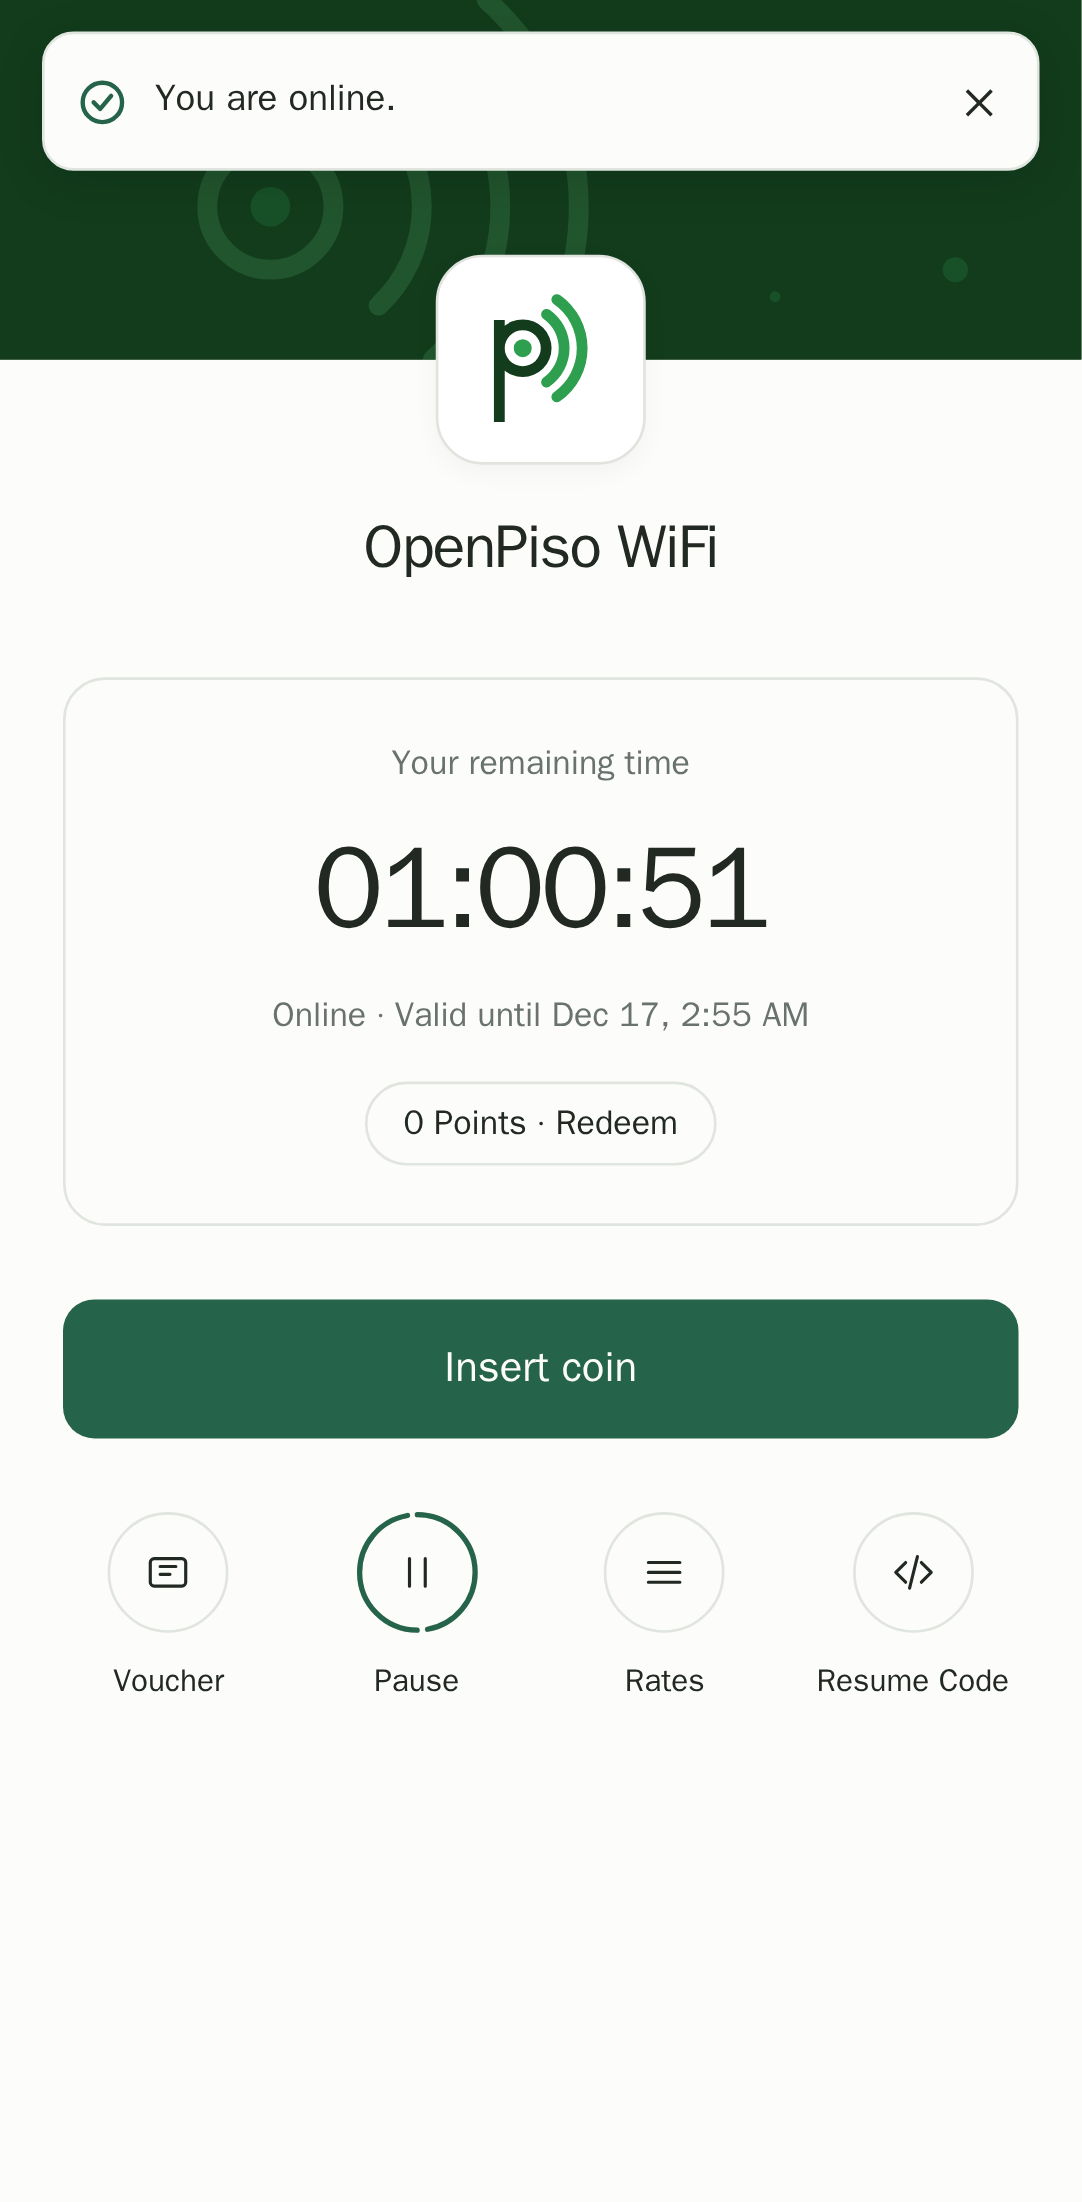 You are online.
OpenPiso WiFi
Your remaining time
01:00:51
Online · Valid until Dec 17, 2:55 AM
0 Points · Redeem
Insert coin
Voucher
Pause
Rates
Resume Code